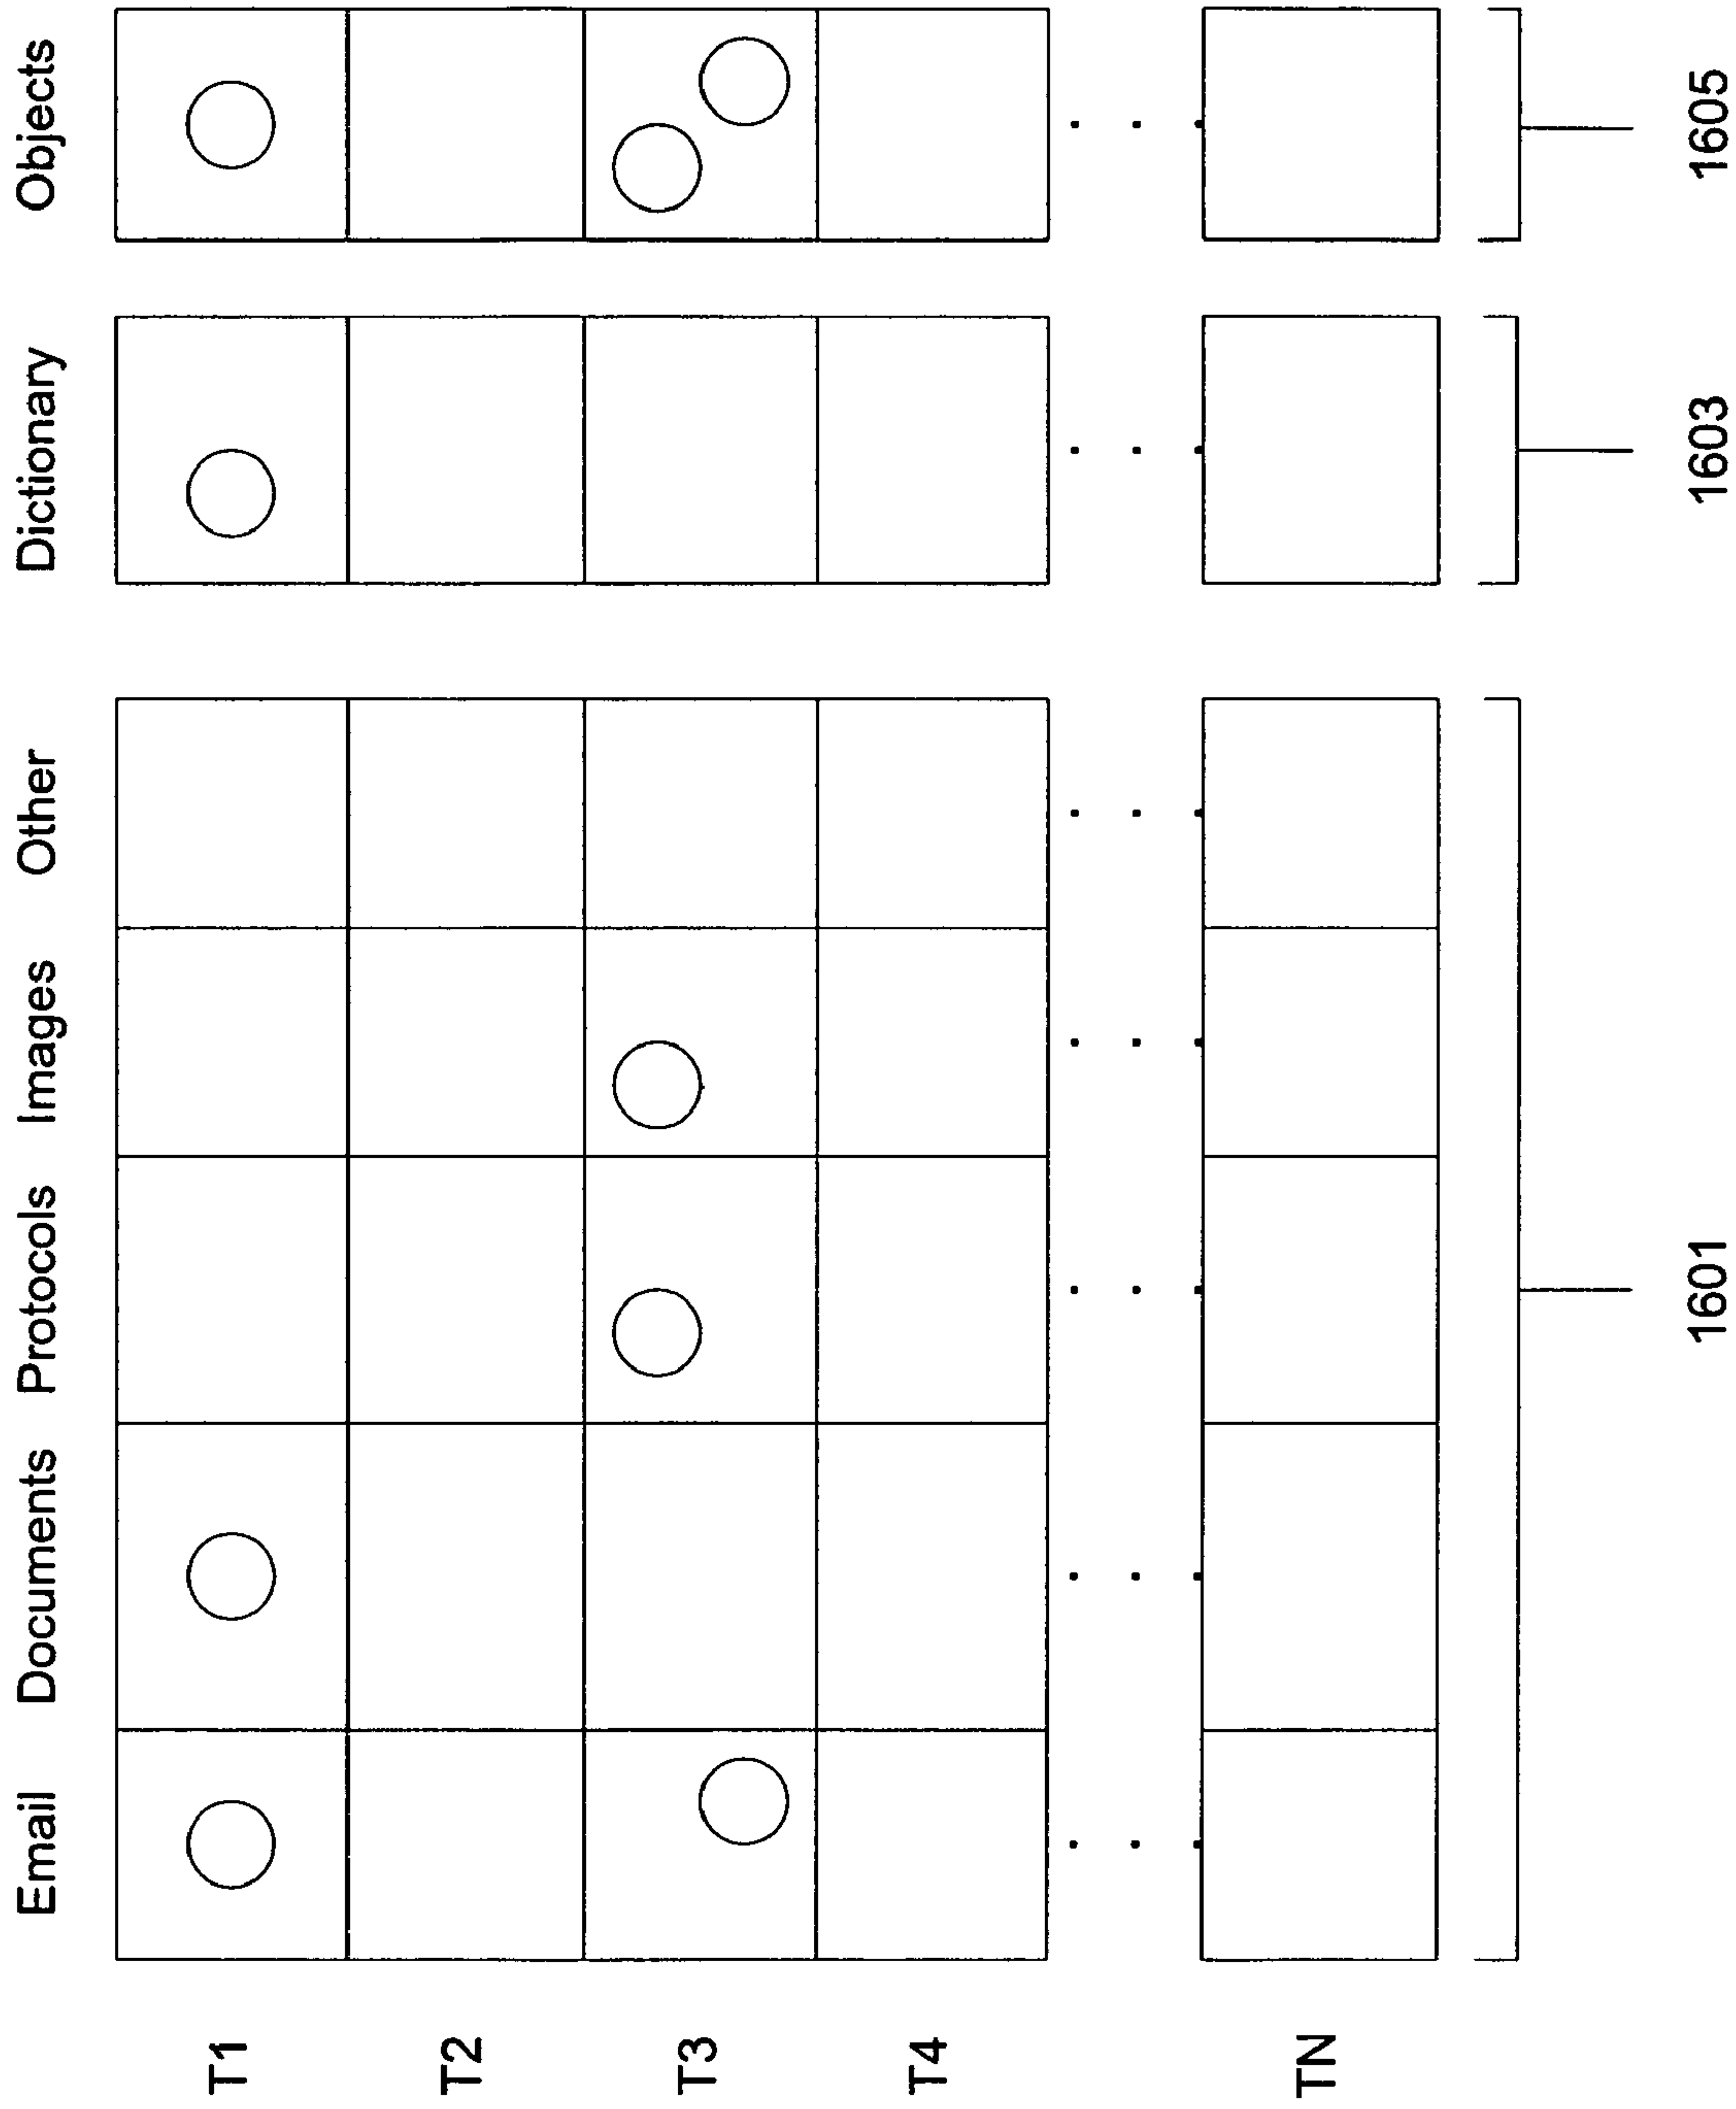 Email Documents Protocols Images Other Dictionary Objects
T1
T2
T3
T4
TN
1601 1603 1605